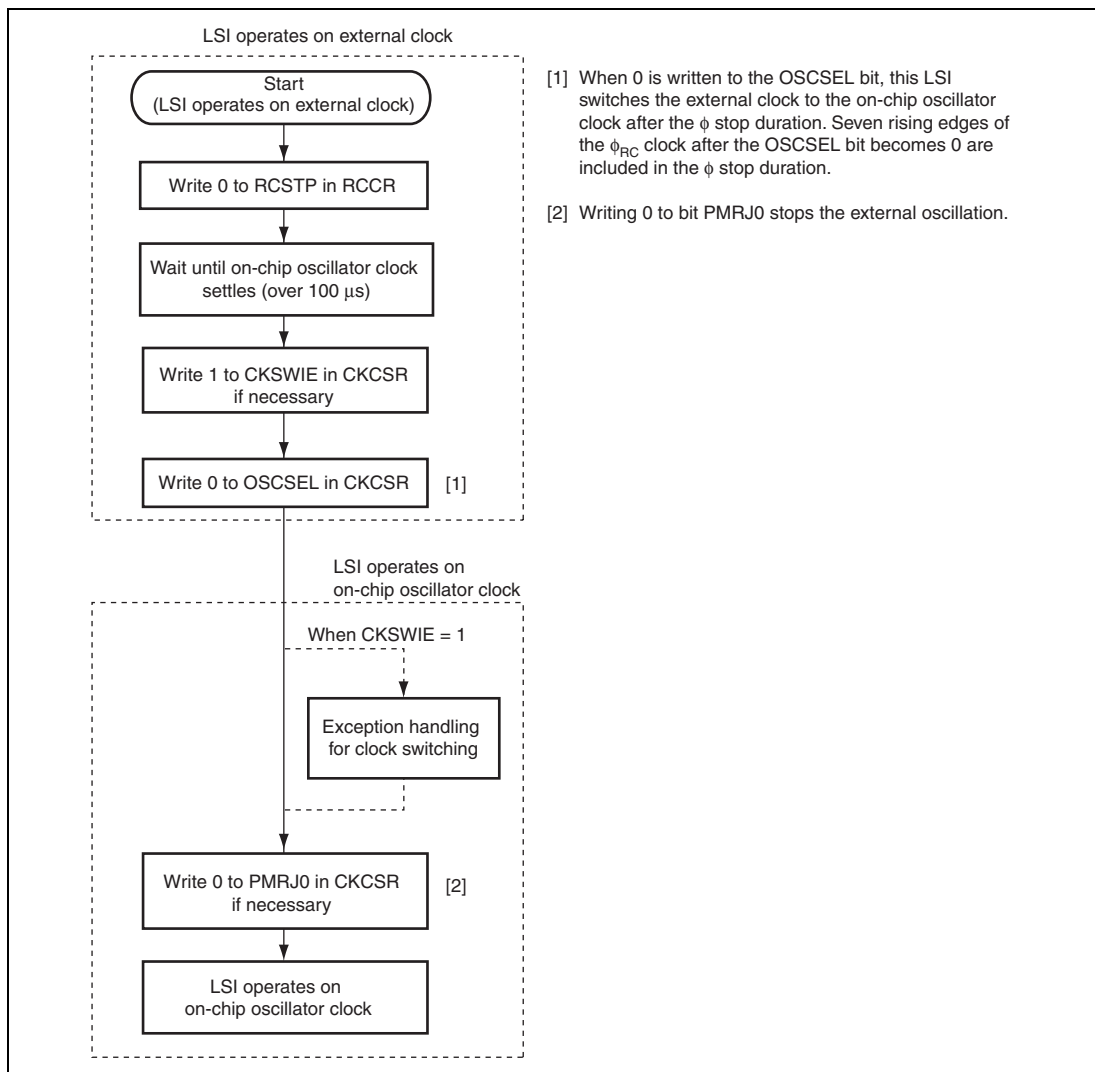 LSI operates on external clock
Start
(LSI operates on external clock)
Write 0 to RCSTP in RCCR
Wait until on-chip oscillator clock
settles (over 100 μs)
Write 1 to CKSWIE in CKCSR
if necessary
Write 0 to OSCSEL in CKCSR
[1]
LSI operates on
on-chip oscillator clock
When CKSWIE = 1
Exception handling
for clock switching
Write 0 to PMRJ0 in CKCSR
if necessary
[2]
LSI operates on
on-chip oscillator clock
[1] When 0 is written to the OSCSEL bit, this LSI
switches the external clock to the on-chip oscillator
clock after the ϕ stop duration. Seven rising edges of
the ϕRC clock after the OSCSEL bit becomes 0 are
included in the ϕ stop duration.
[2] Writing 0 to bit PMRJ0 stops the external oscillation.